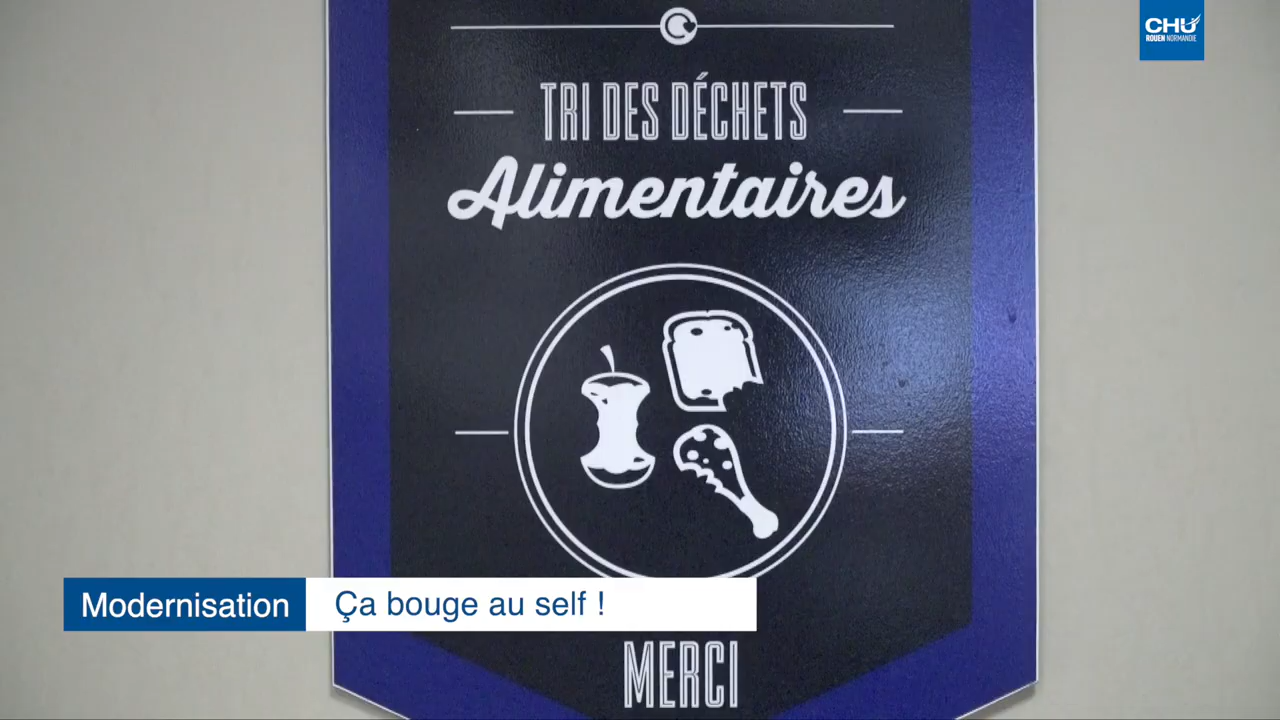 CHU
ROUEN NORMANDIE
TRI DES DÉCHETS
Alimentaires
Modernisation
Ça bouge au self !
MERCI